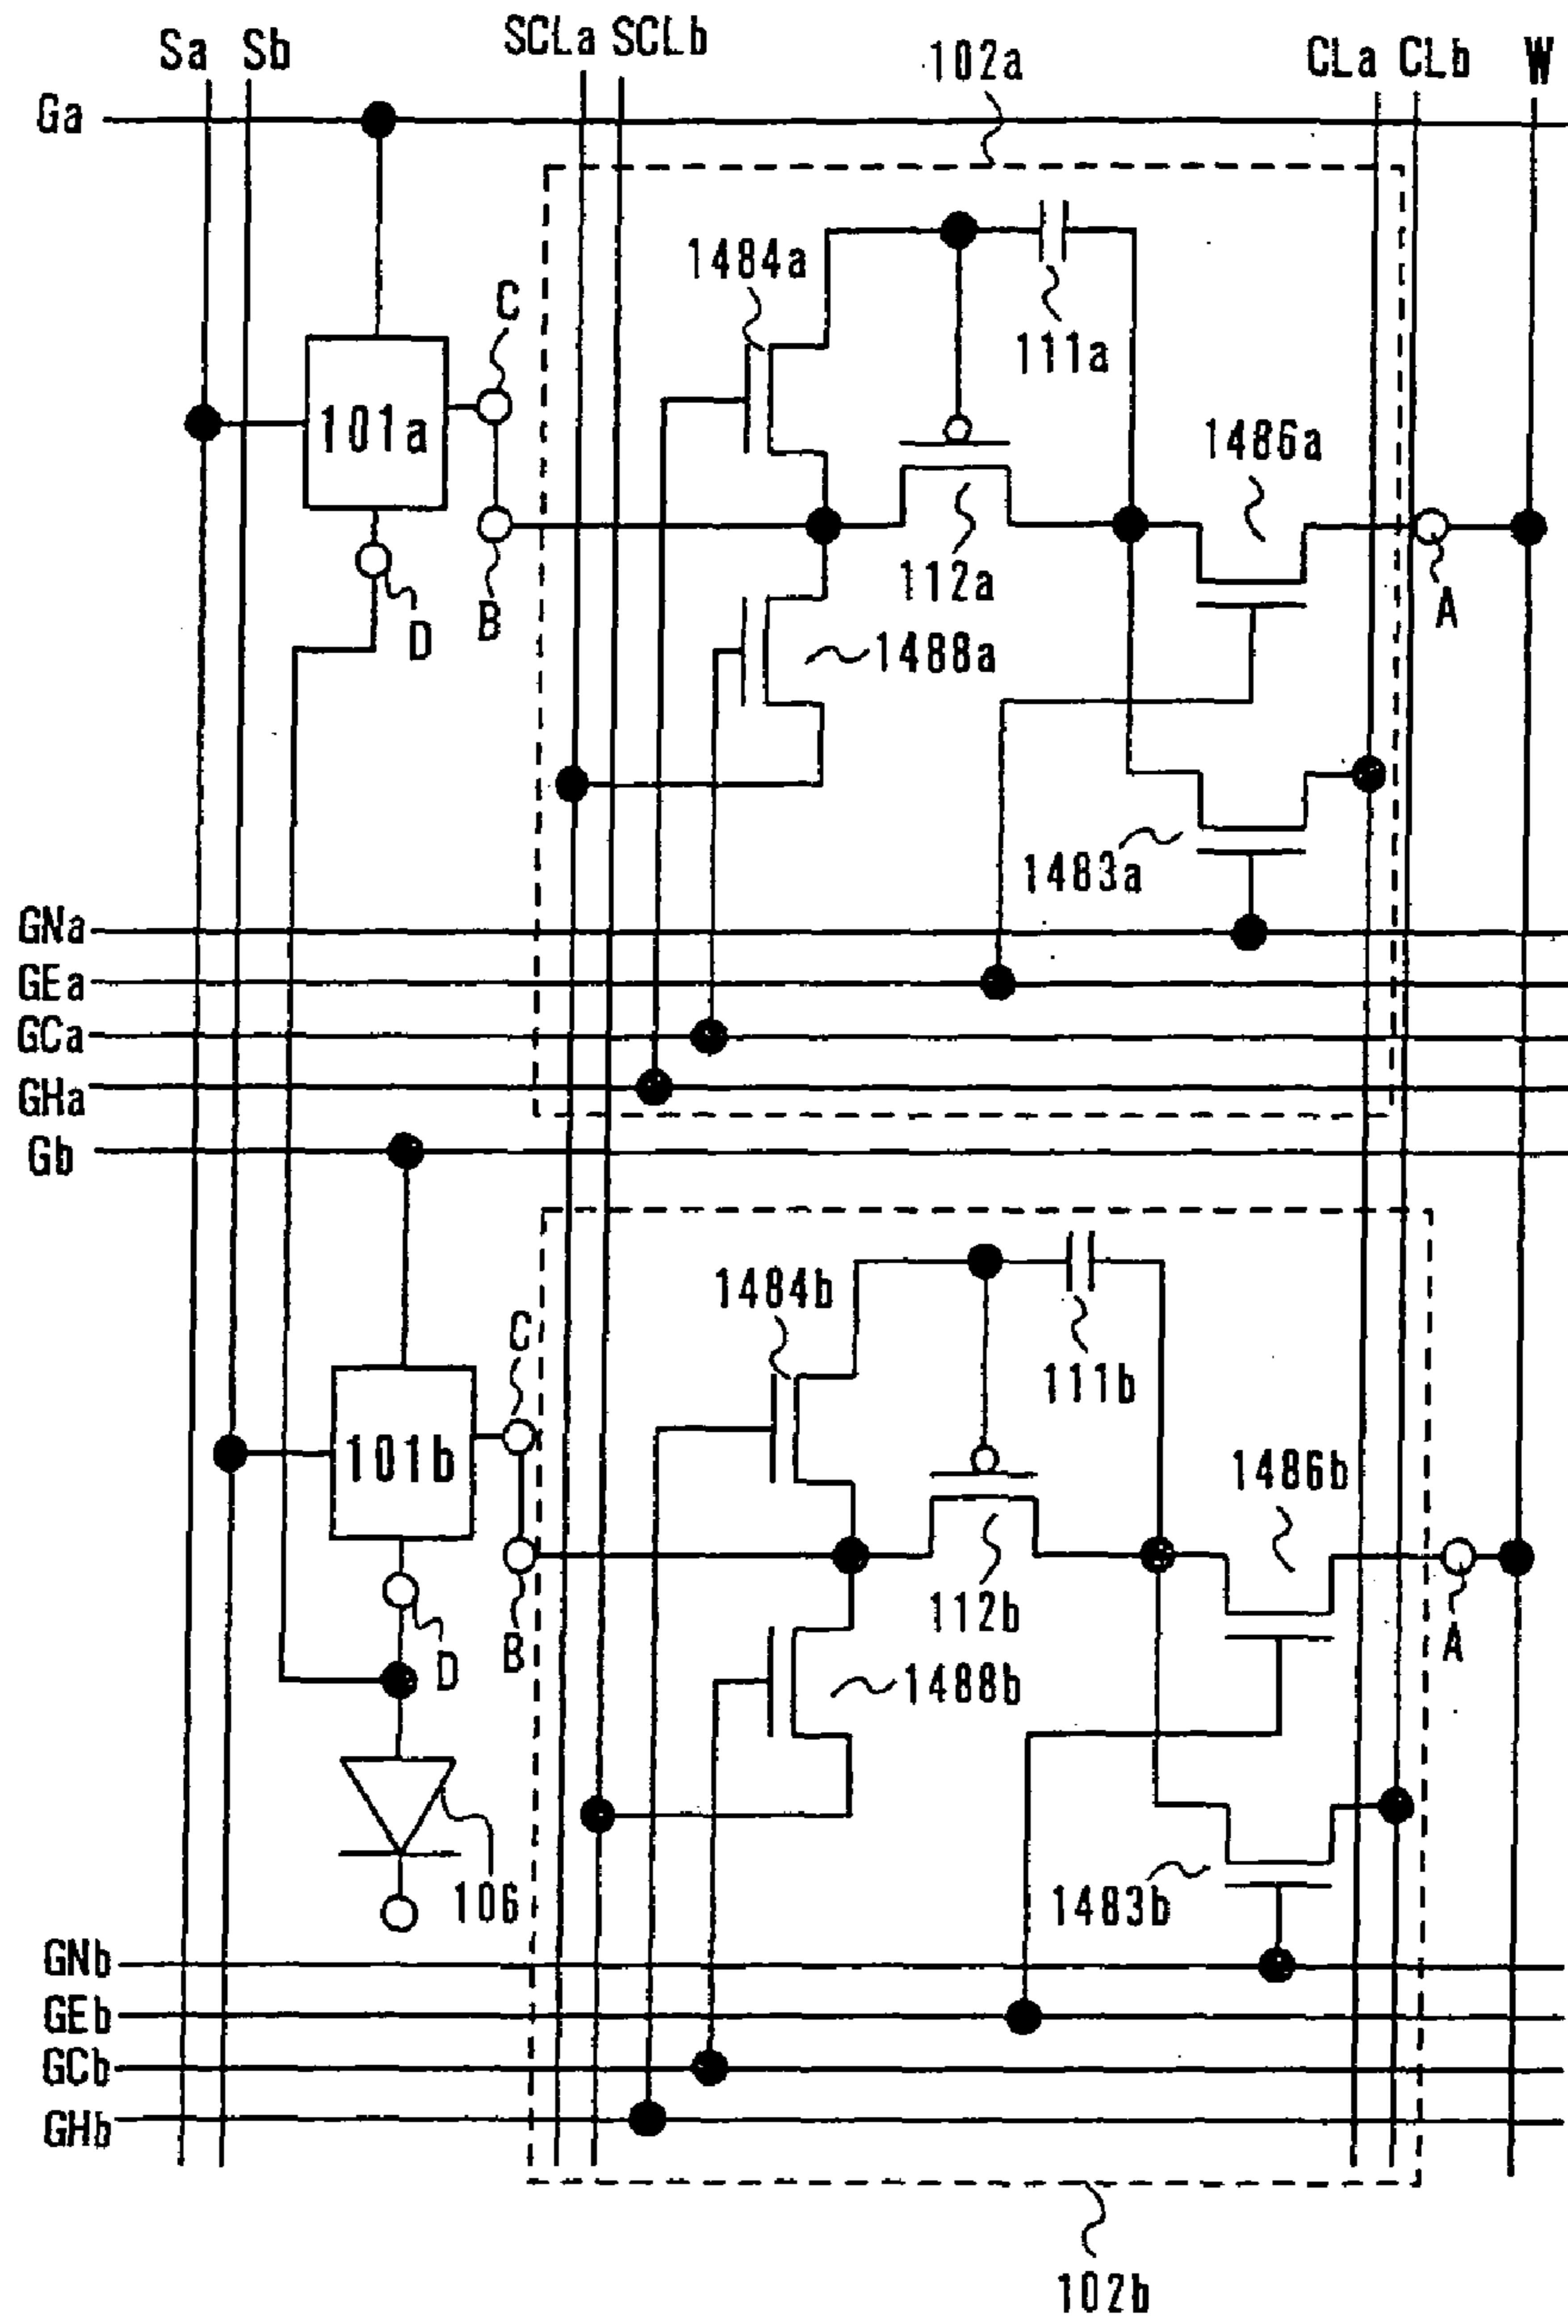 Sa Sb SCLa SCLb 102a CLa CLb W
Ga
1484a
C
111a
101a
1486a
112a
B
D
A
1488a
1483a
GNa
GEa
GCa
GHa
Gb
1484b
C
111b
101b
1486b
112b
B
D
A
1488b
106
1483b
GNb
GEb
GCb
GHb
102b